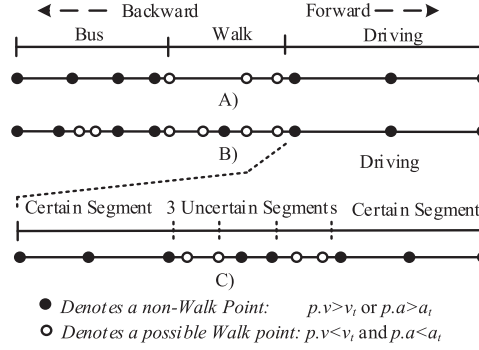 Backward Forward
Bus Walk Driving
A)
B)
Driving
Certain Segment 3 Uncertain Segments Certain Segment
C)
Denotes a non-Walk Point: p.v>vt or p.a>at
Denotes a possible Walk point: p.v<vt and p.a<at